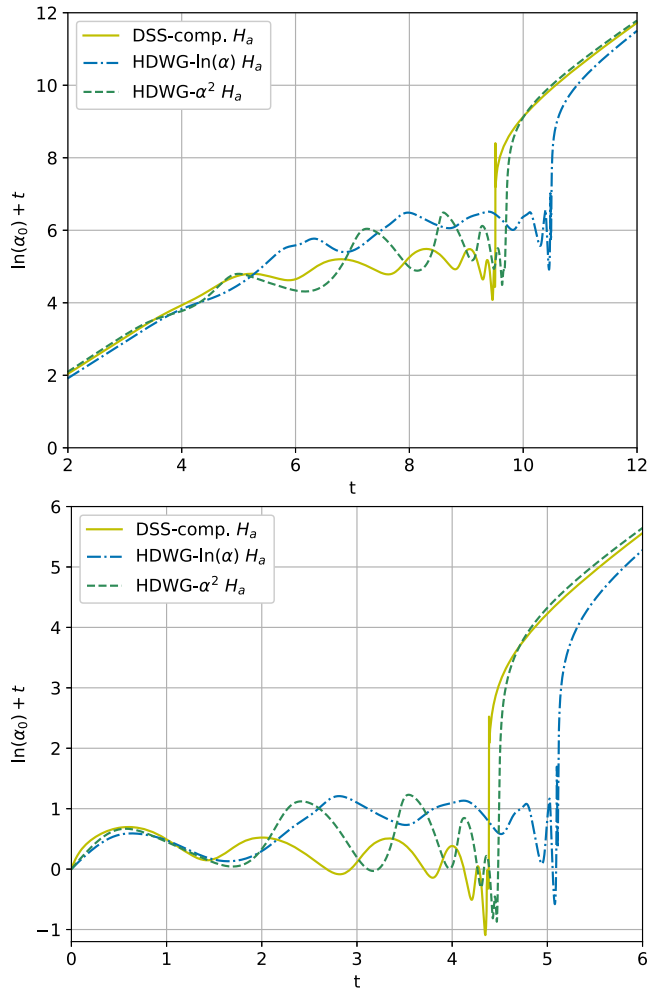 12
10
8
6
4
2
0
ln(α₀) + t
DSS-comp. Hₐ
HDWG-ln(α) Hₐ
HDWG-α² Hₐ
2 4 6 8 10 12
t
6
5
4
3
2
1
0
−1
ln(α₀) + t
DSS-comp. Hₐ
HDWG-ln(α) Hₐ
HDWG-α² Hₐ
0 1 2 3 4 5 6
t